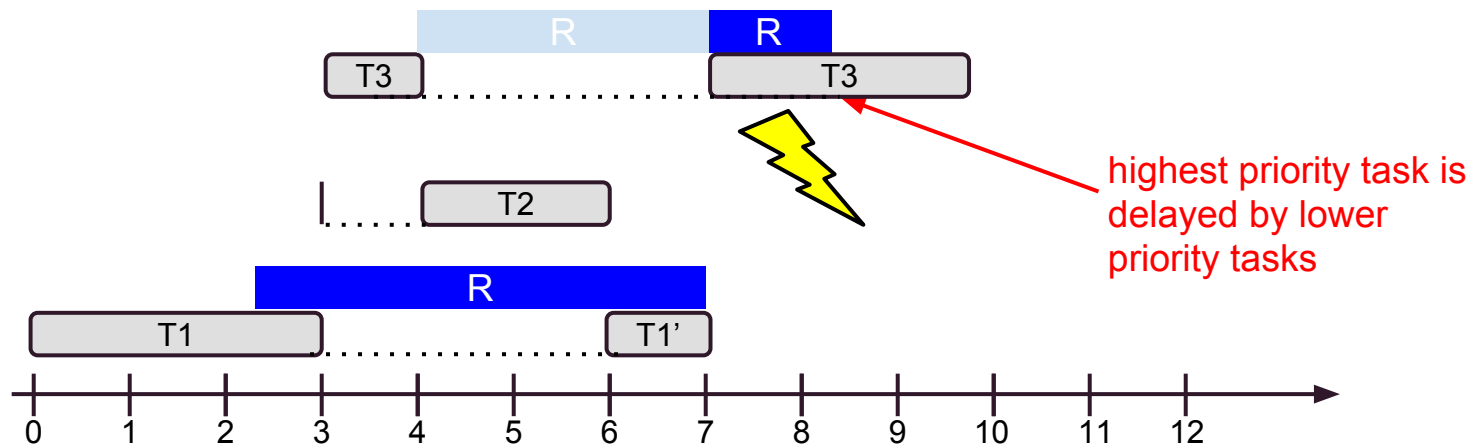 R
R
T3
T3
highest priority task is
delayed by lower
priority tasks
T2
R
T1
T1’
0 1 2 3 4 5 6 7 8 9 10 11 12